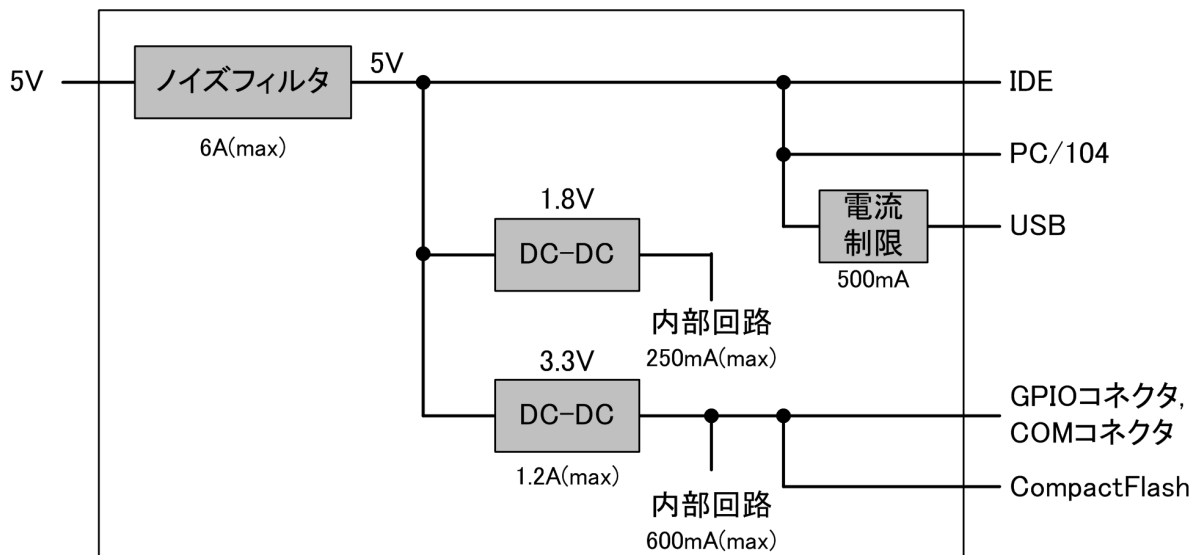 5V
ノイズフィルタ
6A(max)
5V
IDE
PC/104
電流
制限
500mA
USB
1.8V
DC-DC
内部回路
250mA(max)
3.3V
DC-DC
1.2A(max)
内部回路
600mA(max)
GPIOコネクタ,
COMコネクタ
CompactFlash